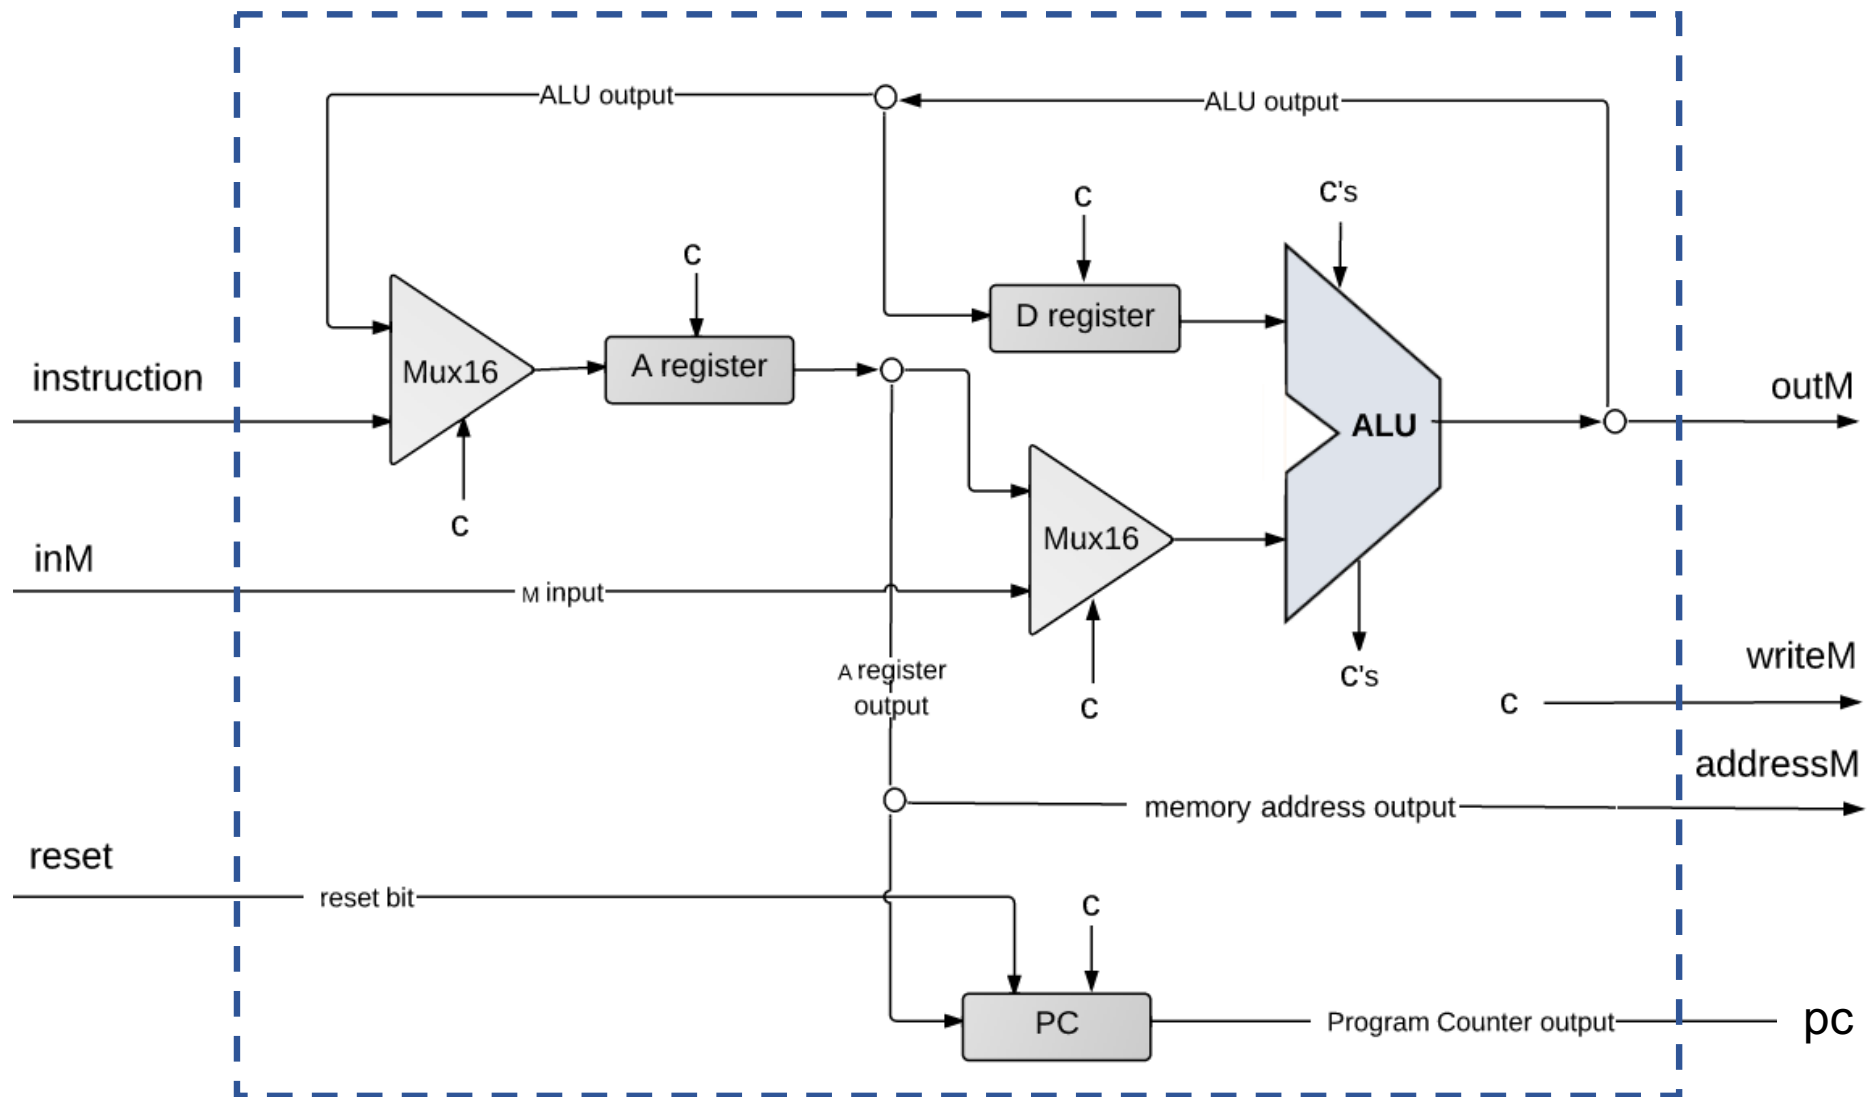 ALU output
ALU output
c
c's
c
D register
A register
Mux16
instruction
ALU
outM
c
Mux16
inM
M input
A register
output
c
c's
writeM
c
addressM
memory address output
reset
reset bit
c
PC
Program Counter output
pc